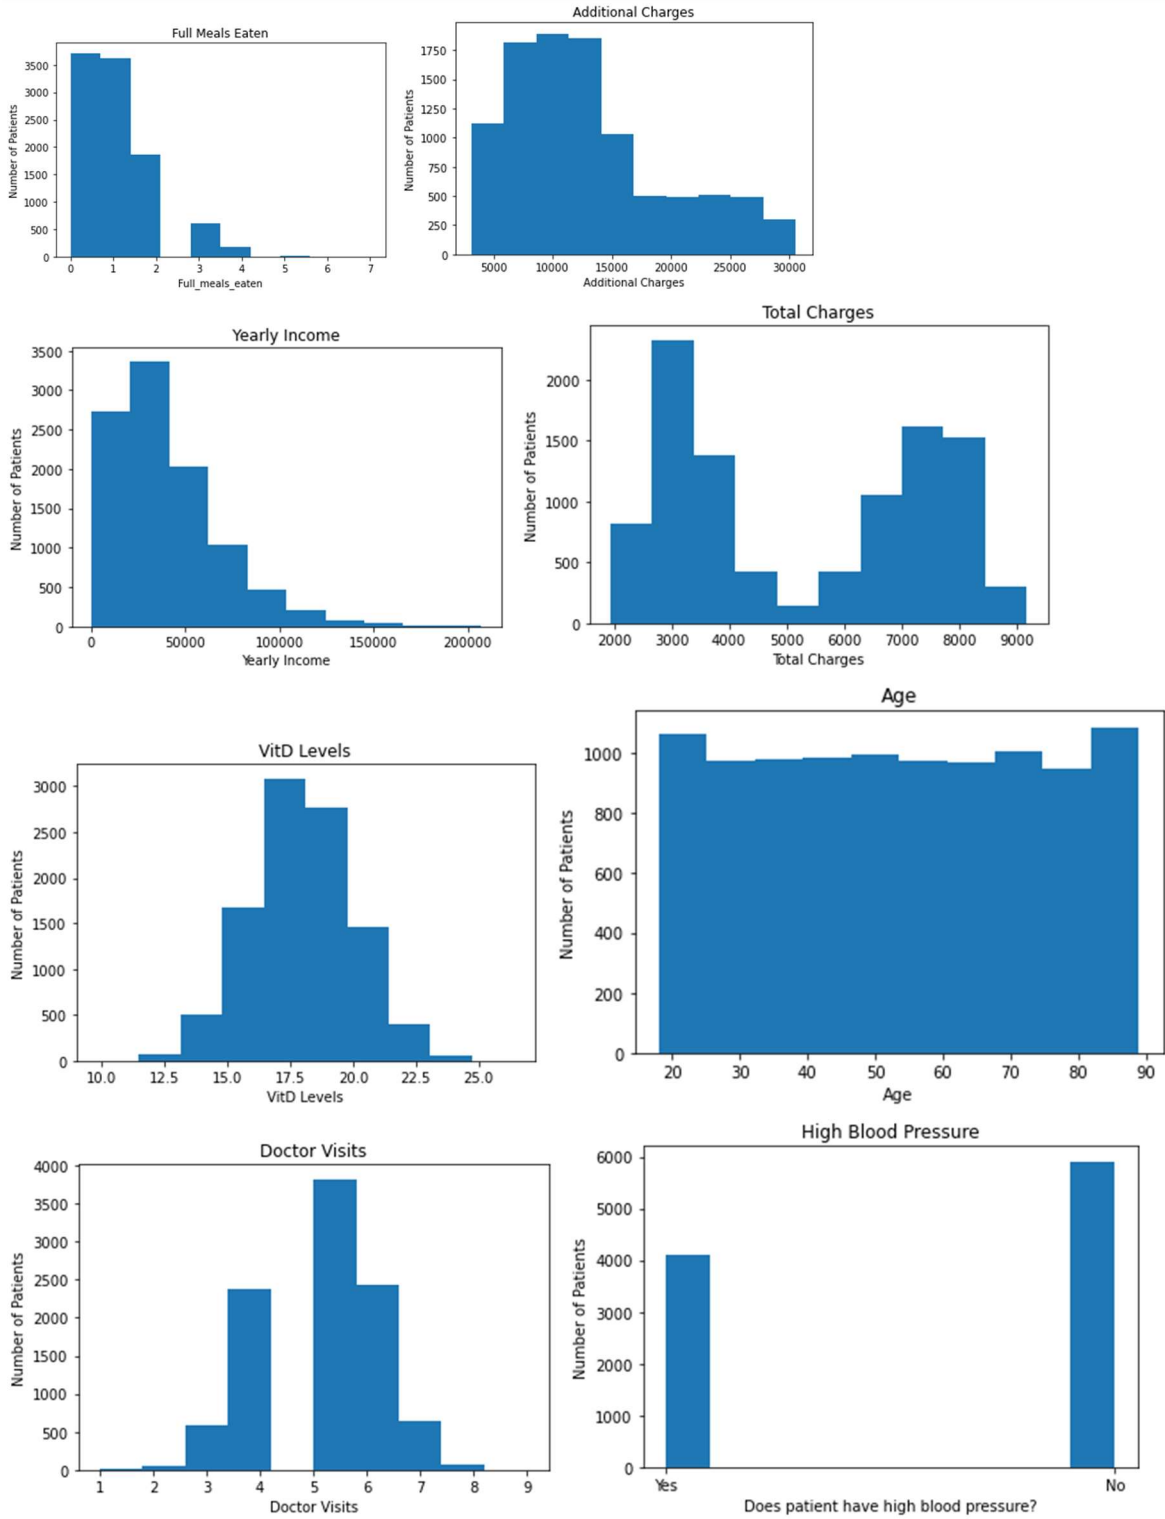 Full Meals Eaten
Number of Patients
3500
3000
2500
2000
1500
1000
500
0
0 1 2 3 4 5 6 7
Full_meals_eaten
Additional Charges
Number of Patients
1750
1500
1250
1000
750
500
250
0
5000 10000 15000 20000 25000 30000
Additional Charges
Yearly Income
Number of Patients
3500
3000
2500
2000
1500
1000
500
0
0 50000 100000 150000 200000
Yearly Income
Total Charges
Number of Patients
2000
1500
1000
500
0
2000 3000 4000 5000 6000 7000 8000 9000
Total Charges
VitD Levels
Number of Patients
3000
2500
2000
1500
1000
500
0
10.0 12.5 15.0 17.5 20.0 22.5 25.0
VitD Levels
Age
Number of Patients
1000
800
600
400
200
0
20 30 40 50 60 70 80 90
Age
Doctor Visits
Number of Patients
4000
3500
3000
2500
2000
1500
1000
500
0
1 2 3 4 5 6 7 8 9
Doctor Visits
High Blood Pressure
Number of Patients
6000
5000
4000
3000
2000
1000
0
Yes No
Does patient have high blood pressure?